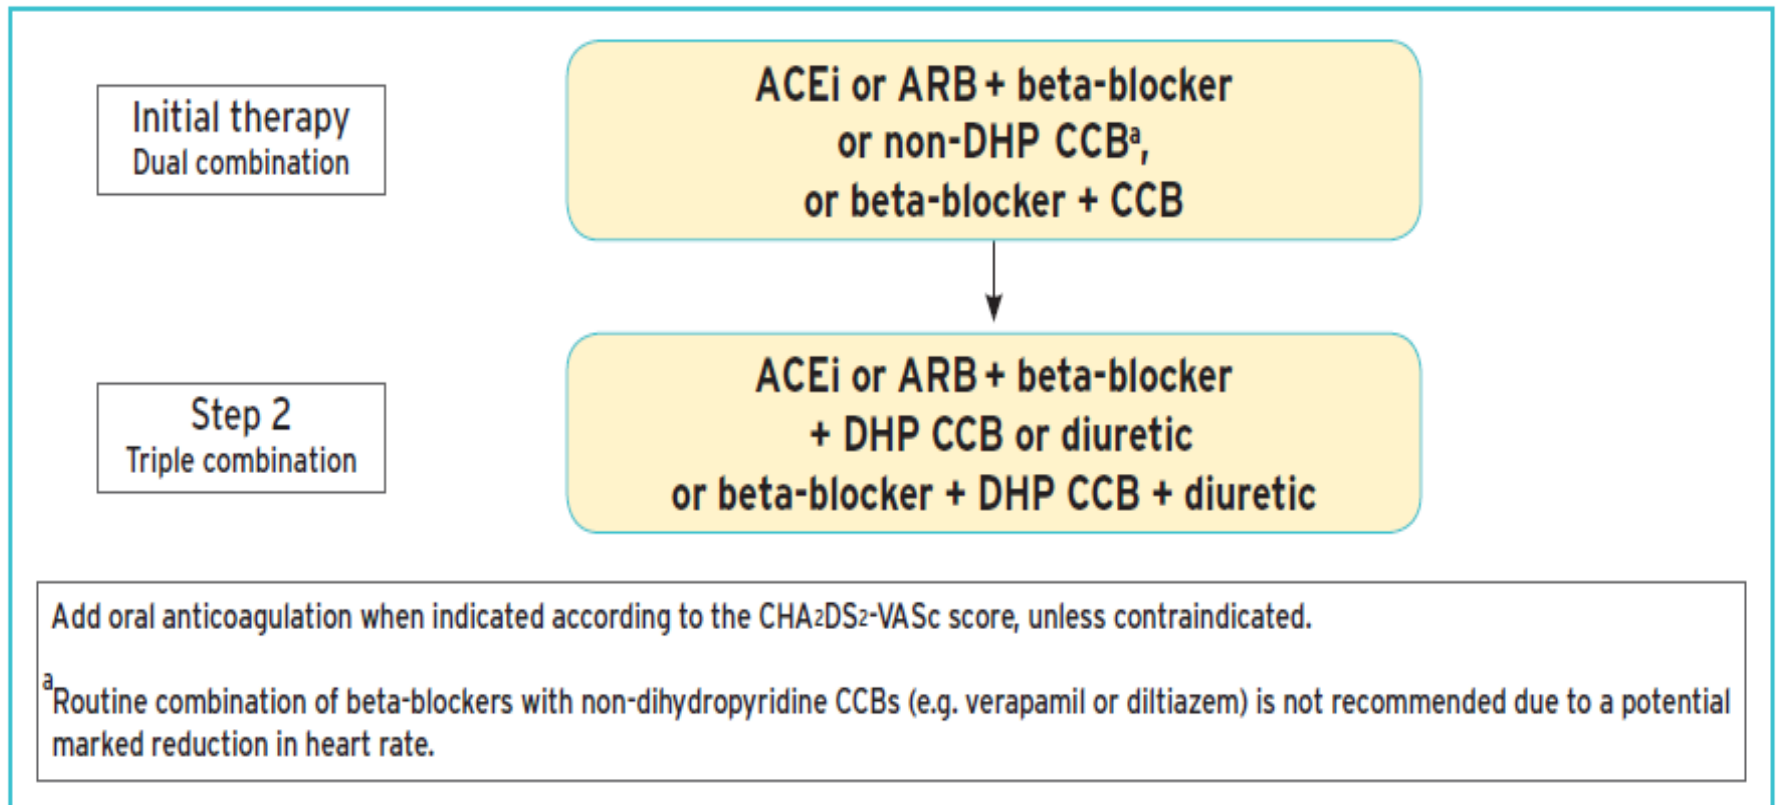 Initial therapy
Dual combination
ACEi or ARB + beta-blocker
or non-DHP CCBª,
or beta-blocker + CCB
Step 2
Triple combination
ACEi or ARB + beta-blocker
+ DHP CCB or diuretic
or beta-blocker + DHP CCB + diuretic
Add oral anticoagulation when indicated according to the CHA2DS2-VASc score, unless contraindicated.
ªRoutine combination of beta-blockers with non-dihydropyridine CCBs (e.g. verapamil or diltiazem) is not recommended due to a potential
marked reduction in heart rate.